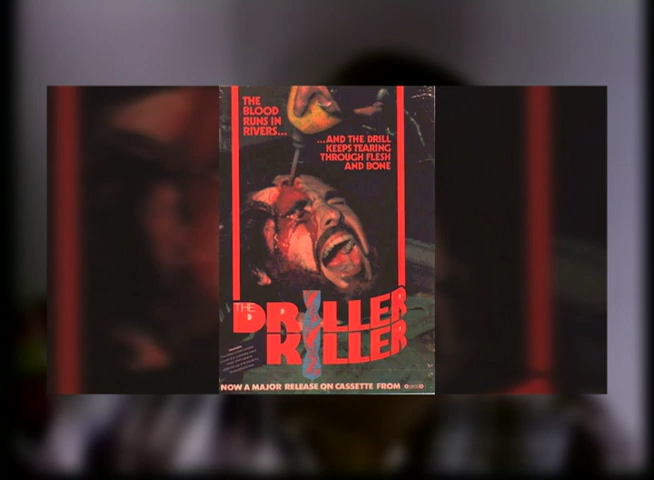 THE
BLOOD
RUNS IN
RIVERS...
...AND THE DRILL
KEEPS TEARING
THROUGH FLESH
AND BONE
THE
DRILLER
KILLER
NOW A MAJOR RELEASE ON CASSETTE FROM